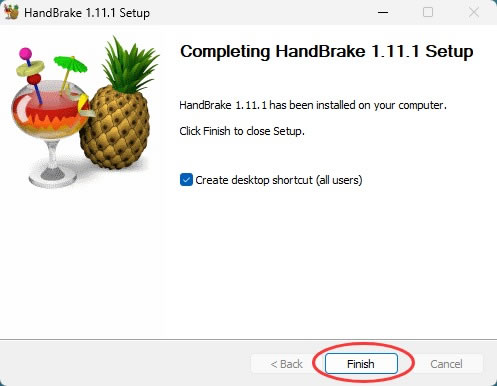 HandBrake 1.11.1 Setup
Completing HandBrake 1.11.1 Setup
HandBrake 1.11.1 has been installed on your computer.
Click Finish to close Setup.
Create desktop shortcut (all users)
< Back
Finish
Cancel